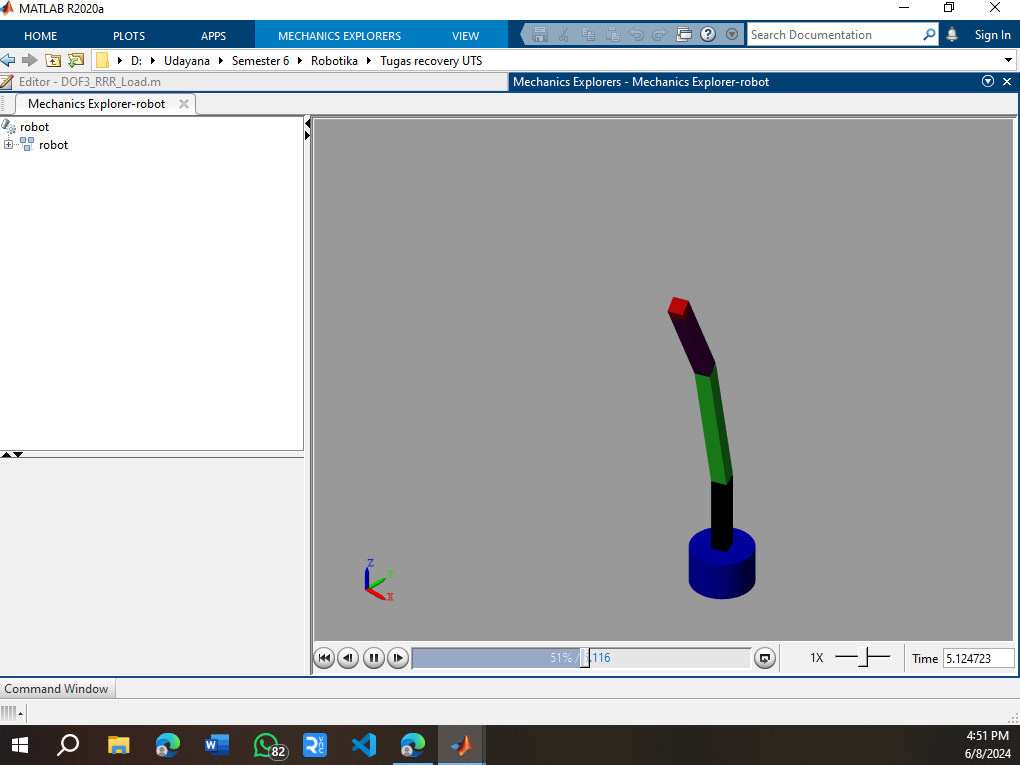 MATLAB R2020a
HOME PLOTS APPS MECHANICS EXPLORERS VIEW Search Documentation Sign In
D: Udayana Semester 6 Robotika Tugas recovery UTS
Editor - DOF3_RRR_Load.m Mechanics Explorers - Mechanics Explorer-robot
Mechanics Explorer-robot
robot
robot
z
y
x
51% / .116 1X Time 5.124723
Command Window
82
4:51 PM
6/8/2024